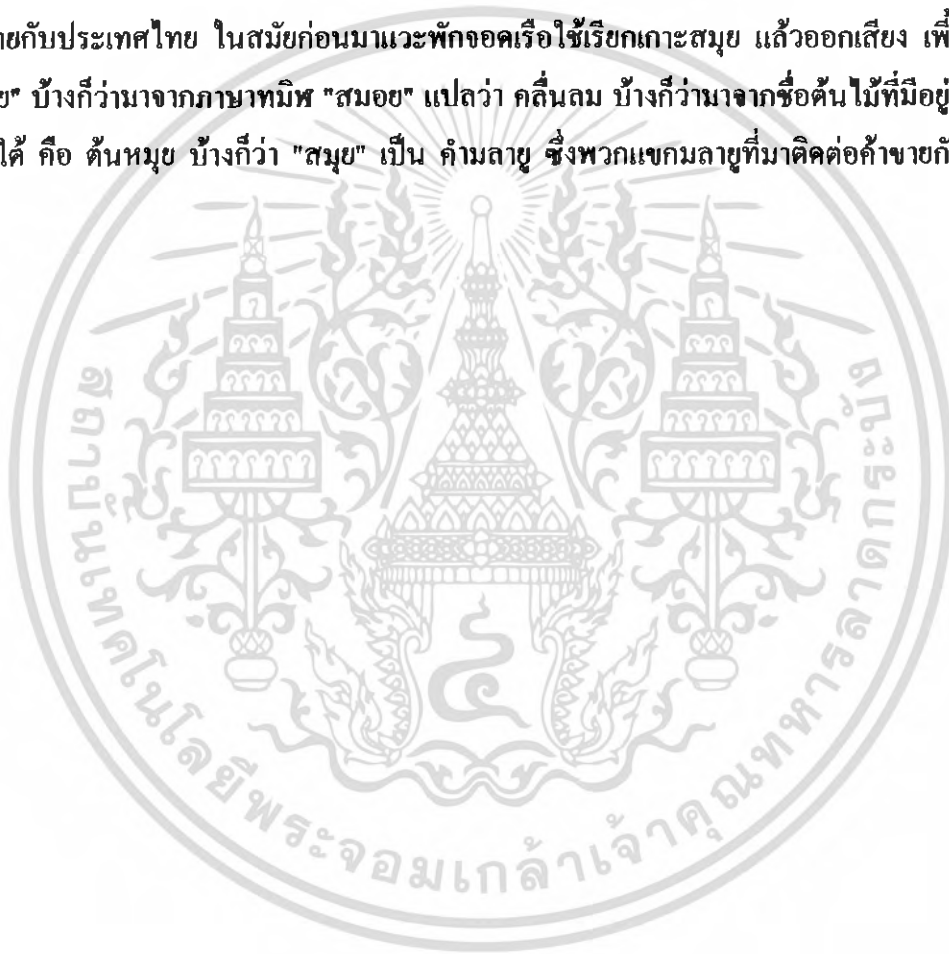 ายกับประเทศไทย ในสมัยก่อนมาแวะพักจอดเรือใช้เรียกเกาะสมุย แล้วออกเสียง เพี้
ย" บ้างก็ว่ามาจากภาษาทมิฬ "สมอย" แปลว่า คลื่นลม บ้างก็ว่ามาจากชื่อต้นไม้ที่มีอยู่
ใต้ คือ ต้นหมุย บ้างก็ว่า "สมุย" เป็น คำมลายู ซึ่งพวกแขกมลายูที่มาติดต่อค้าขายกั
สถาบันเทคโนโลยีพระจอมเกล้าเจ้าคุณทหารลาดกระบัง
๔